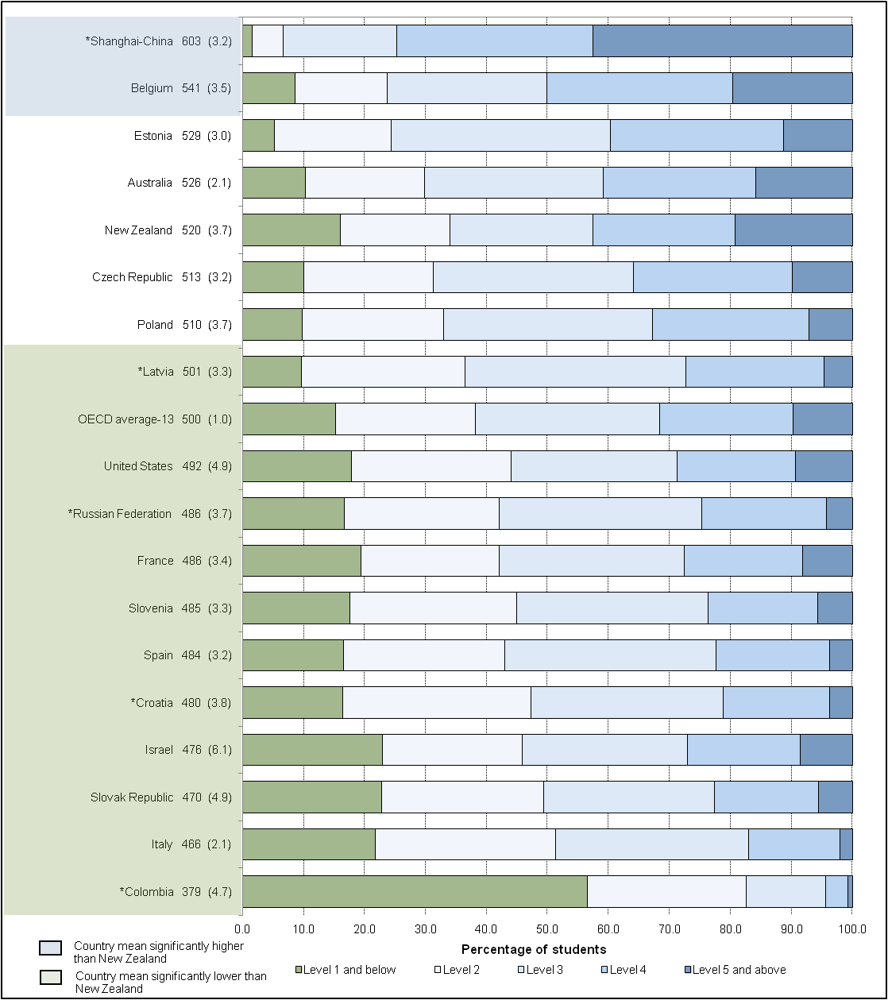 *Shanghai-China 603 (3.2)
Belgium 541 (3.5)
Estonia 529 (3.0)
Australia 526 (2.1)
New Zealand 520 (3.7)
Czech Republic 513 (3.2)
Poland 510 (3.7)
*Latvia 501 (3.3)
OECD average-13 500 (1.0)
United States 492 (4.9)
*Russian Federation 486 (3.7)
France 486 (3.4)
Slovenia 485 (3.3)
Spain 484 (3.2)
*Croatia 480 (3.8)
Israel 476 (6.1)
Slovak Republic 470 (4.9)
Italy 466 (2.1)
*Colombia 379 (4.7)
0.0 10.0 20.0 30.0 40.0 50.0 60.0 70.0 80.0 90.0 100.0
Percentage of students
Country mean significantly higher
than New Zealand
Country mean significantly lower than
New Zealand
Level 1 and below Level 2 Level 3 Level 4 Level 5 and above